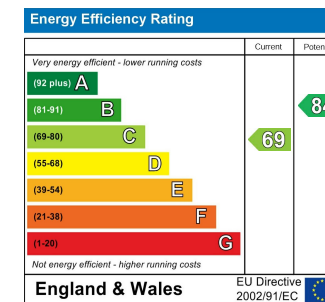 Energy Efficiency Rating
Current
Very energy efficient - lower running costs
(92 plus) A
(81-91) B
(69-80) C
69
(55-68) D
(39-54) E
(21-38) F
(1-20) G
Not energy efficient - higher running costs
England & Wales
EU Directive
2002/91/EC